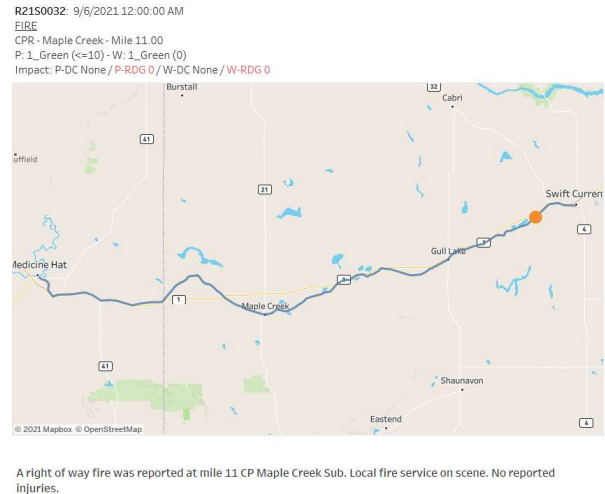 R21S0032: 9/6/2021 12:00:00 AM
FIRE
CPR - Maple Creek - Mile 11.00
P: 1_Green (<=10) - W: 1_Green (0)
Impact: P-DC None / P-RDG 0 / W-DC None / W-RDG 0
Burstall
32
Cabri
41
uffield
21
Swift Curren
4
1
Gull Lake
Medicine Hat
1
1
Maple Creek
41
Shaunavon
Eastend
4
© 2021 Mapbox © OpenStreetMap
A right of way fire was reported at mile 11 CP Maple Creek Sub. Local fire service on scene. No reported
injuries.